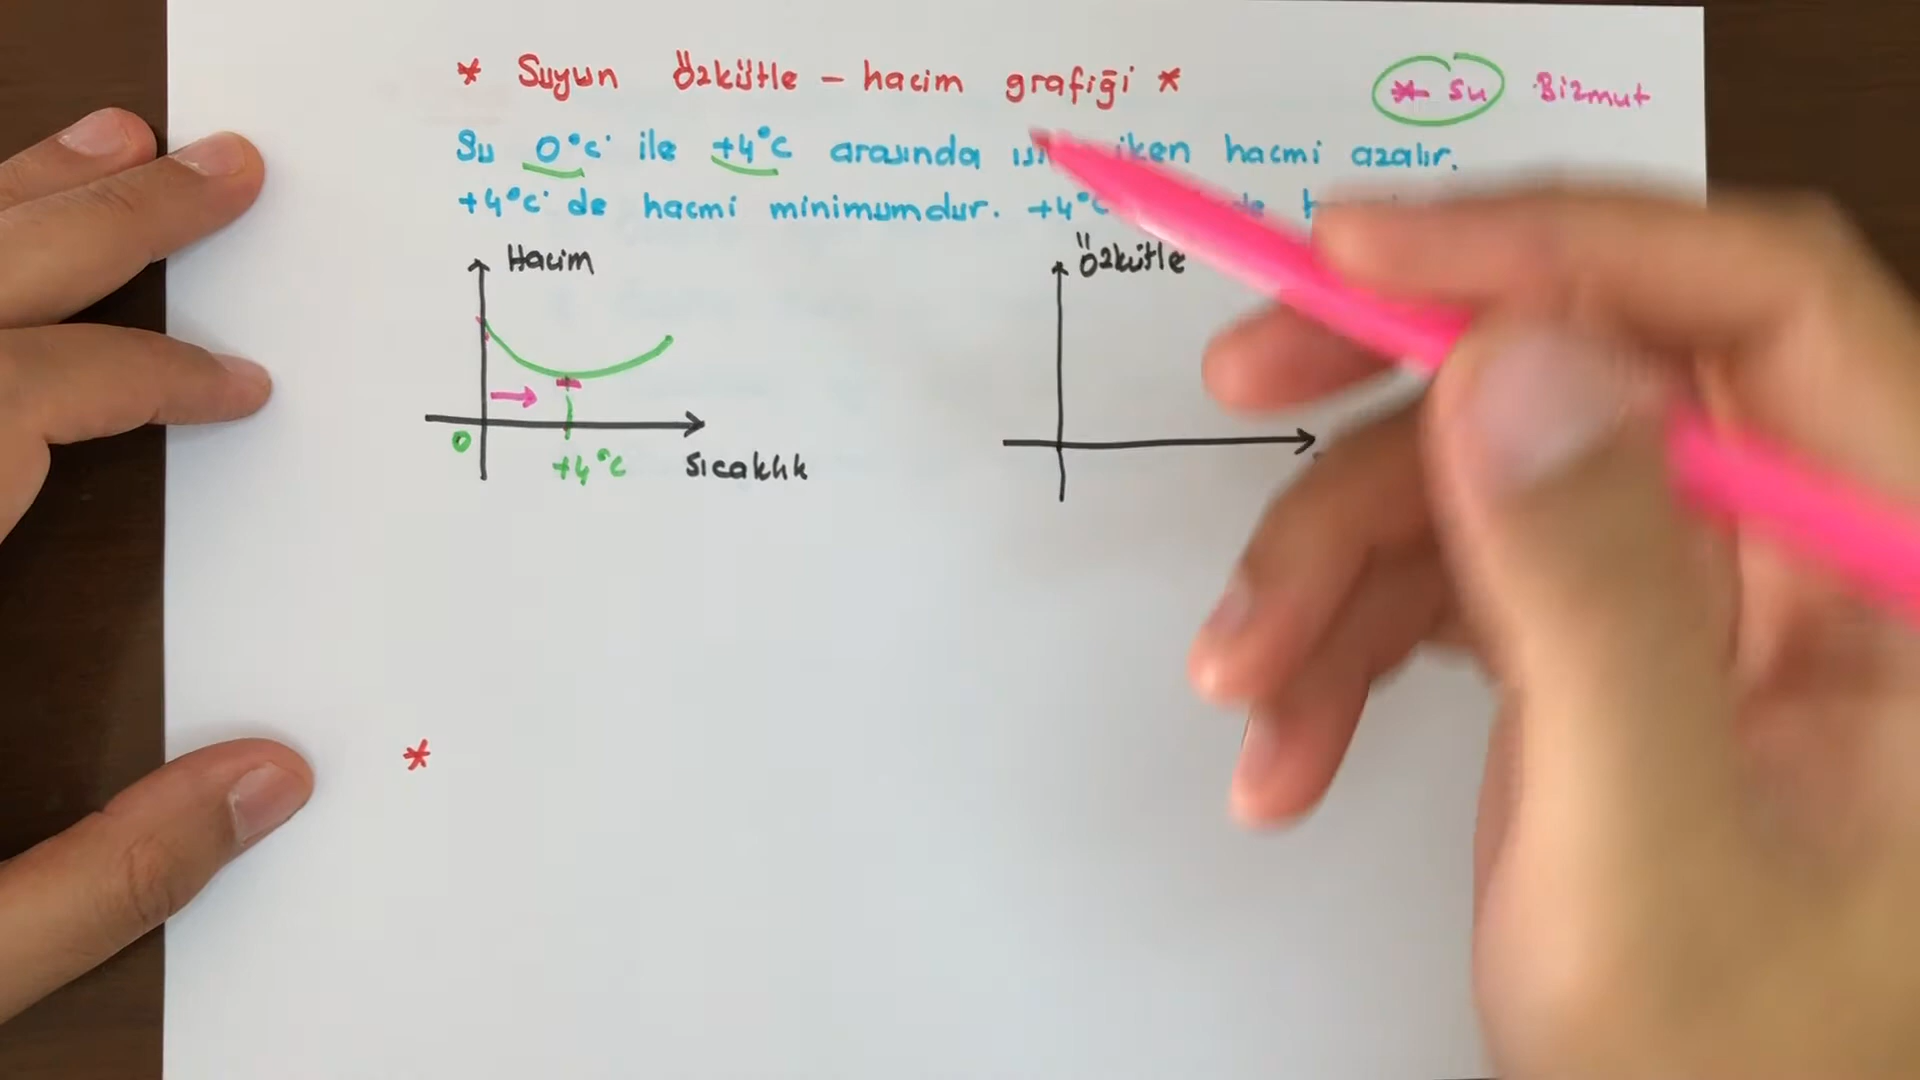 * Suyun Özkütle - hacim grafiği *
* Su Bizmut
Su 0°C ile +4°C arasında iken hacmi azalır.
+4°C de hacmi minimumdur. +4°C
Hacim
Özkütle
0
+4°C
Sıcaklık
*